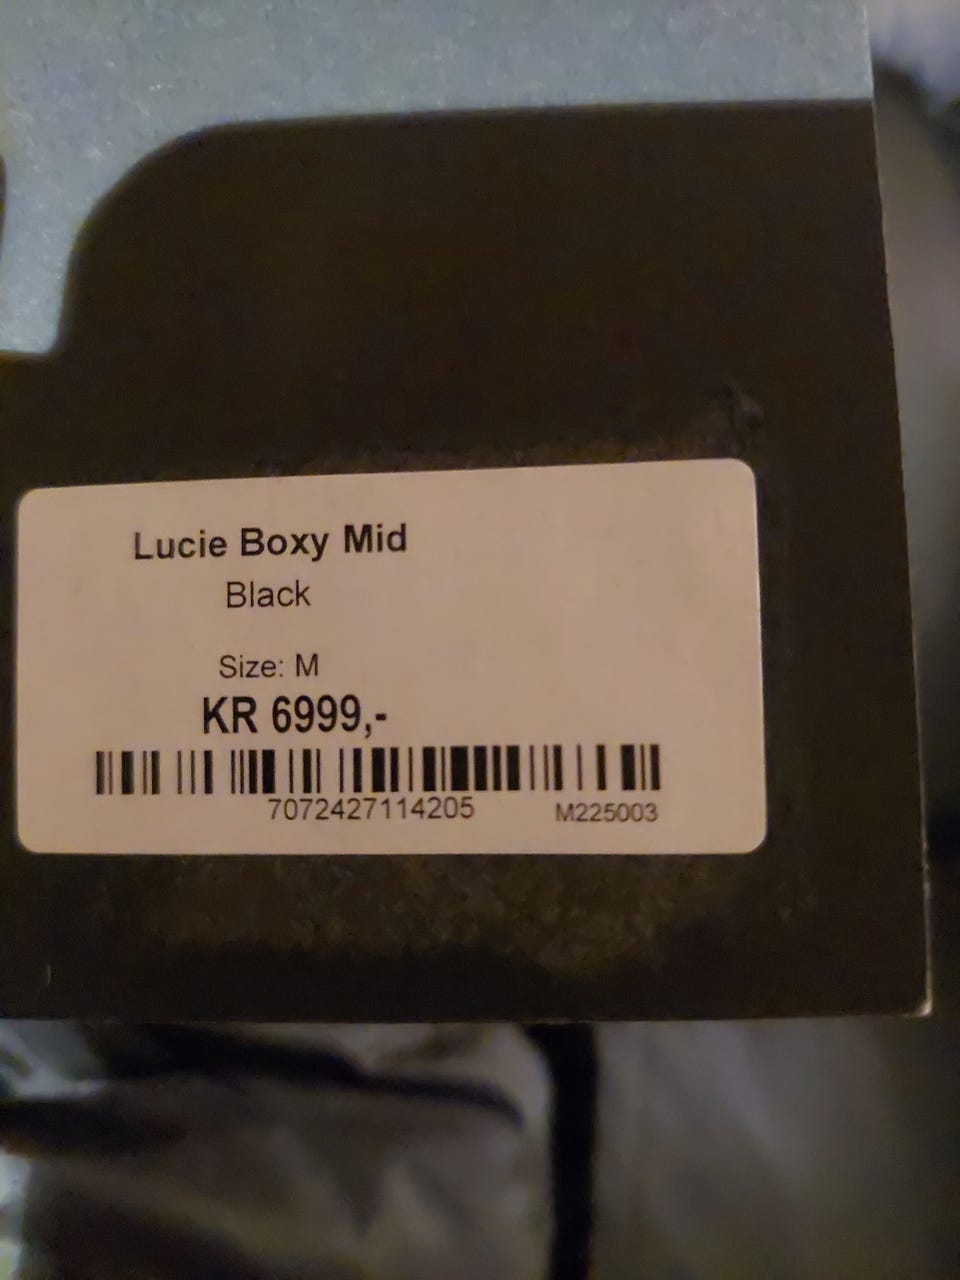 Lucie Boxy Mid
Black
Size: M
KR 6999,-
7072427114205 M225003